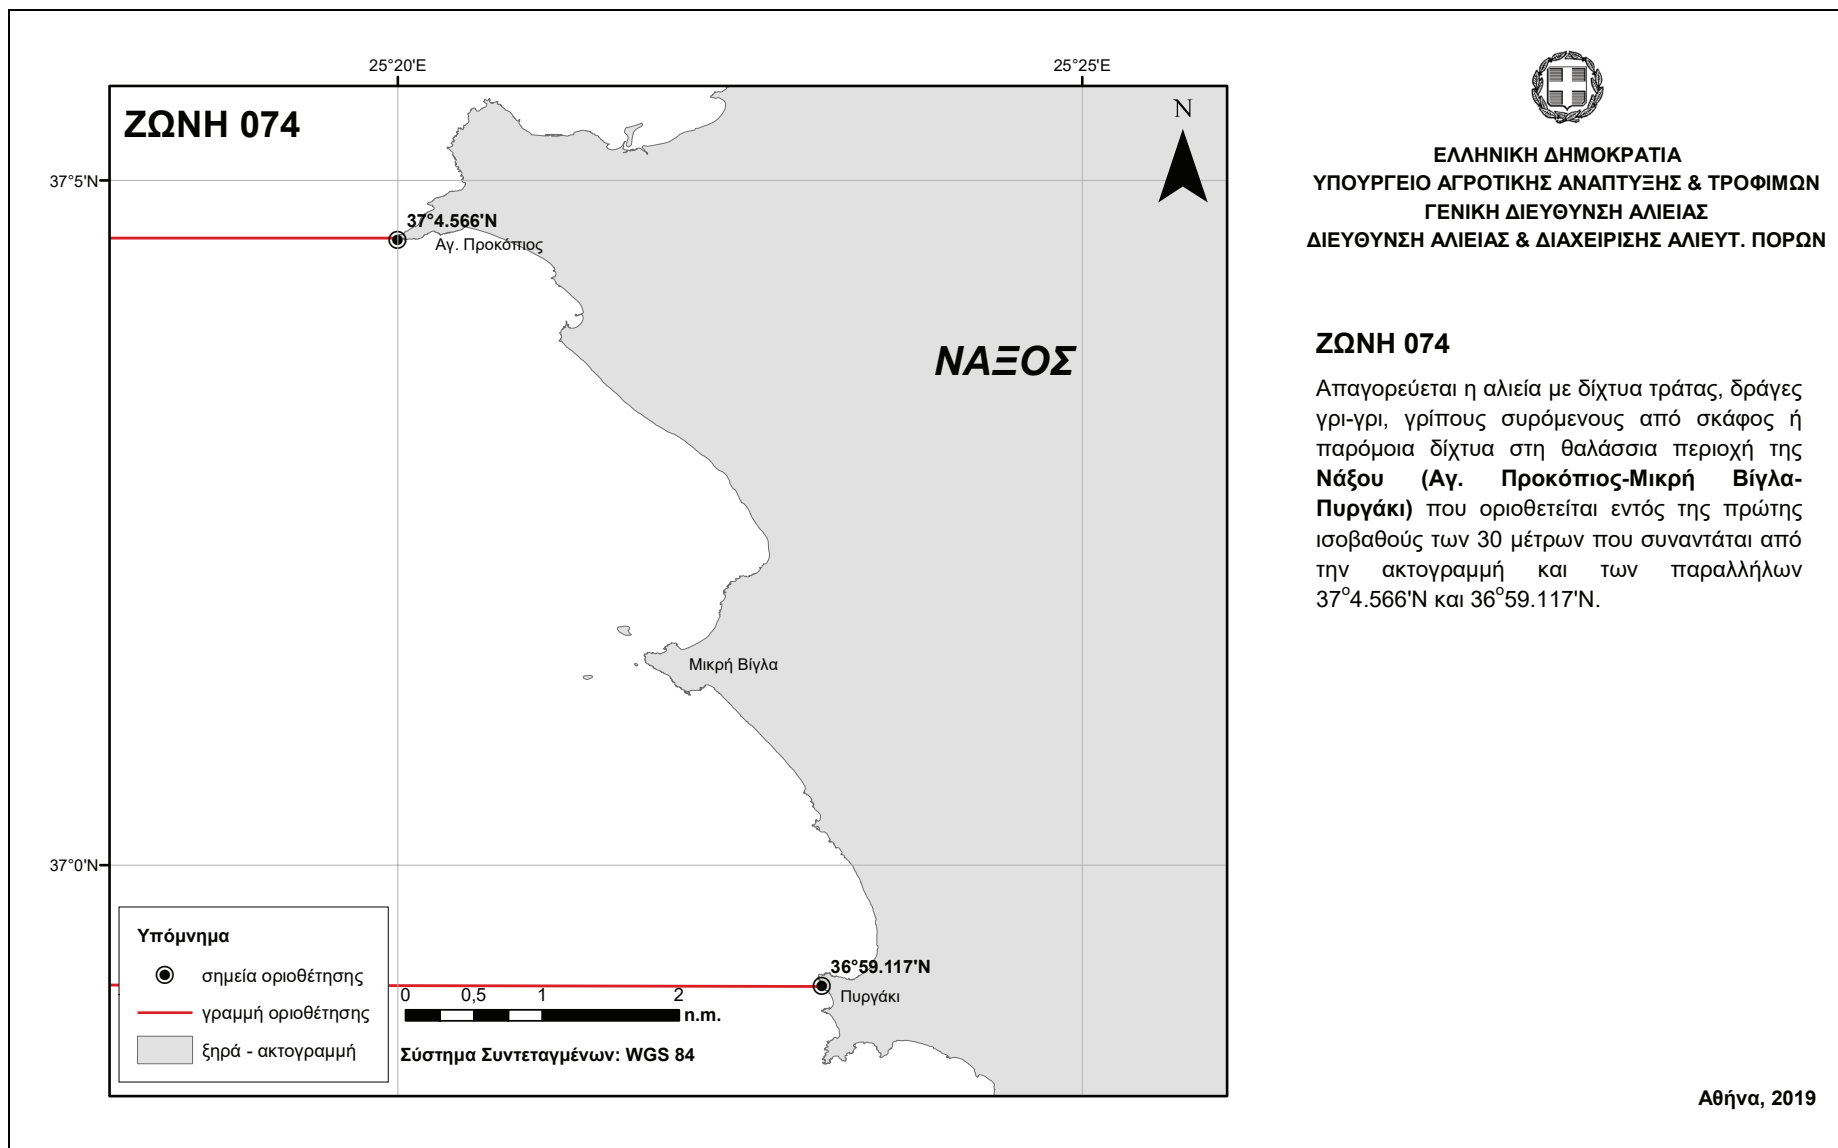 25°20'E
25°25'E
ΖΩΝΗ 074
N
37°5'N
37°4.566'N
Αγ. Προκόπιος
ΝΑΞΟΣ
Μικρή Βίγλα
37°0'N
Υπόμνημα
σημεία οριοθέτησης
γραμμή οριοθέτησης
ξηρά - ακτογραμμή
36°59.117'N
Πυργάκι
0 0,5 1 2
n.m.
Σύστημα Συντεταγμένων: WGS 84
ΕΛΛΗΝΙΚΗ ΔΗΜΟΚΡΑΤΙΑ
ΥΠΟΥΡΓΕΙΟ ΑΓΡΟΤΙΚΗΣ ΑΝΑΠΤΥΞΗΣ & ΤΡΟΦΙΜΩΝ
ΓΕΝΙΚΗ ΔΙΕΥΘΥΝΣΗ ΑΛΙΕΙΑΣ
ΔΙΕΥΘΥΝΣΗ ΑΛΙΕΙΑΣ & ΔΙΑΧΕΙΡΙΣΗΣ ΑΛΙΕΥΤ. ΠΟΡΩΝ
ΖΩΝΗ 074
Απαγορεύεται η αλιεία με δίχτυα τράτας, δράγες
γρι-γρι, γρίπους συρόμενους από σκάφος ή
παρόμοια δίχτυα στη θαλάσσια περιοχή της
Νάξου (Αγ. Προκόπιος-Μικρή Βίγλα-
Πυργάκι) που οριοθετείται εντός της πρώτης
ισοβαθούς των 30 μέτρων που συναντάται από
την ακτογραμμή και των παραλλήλων
37°4.566'N και 36°59.117'N.
Αθήνα, 2019